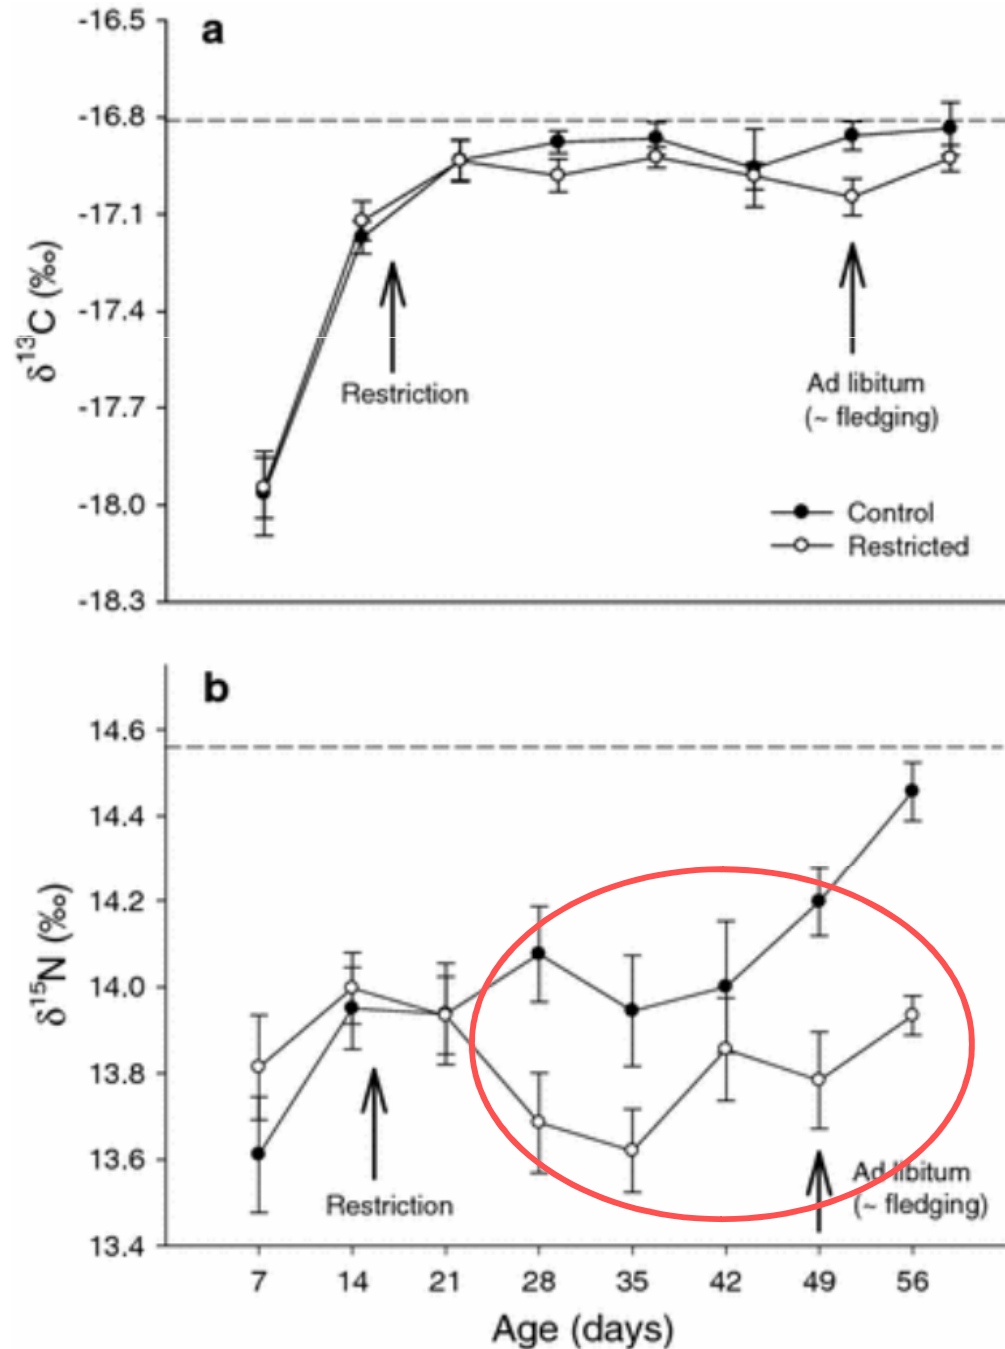 a
-16.5
-16.8
-17.1
-17.4
-17.7
-18.0
-18.3
δ¹³C (‰)
Restriction
Ad libitum
(~ fledging)
Control
Restricted
b
14.6
14.4
14.2
14.0
13.8
13.6
13.4
δ¹⁵N (‰)
Restriction
Ad libitum
(~ fledging)
7 14 21 28 35 42 49 56
Age (days)